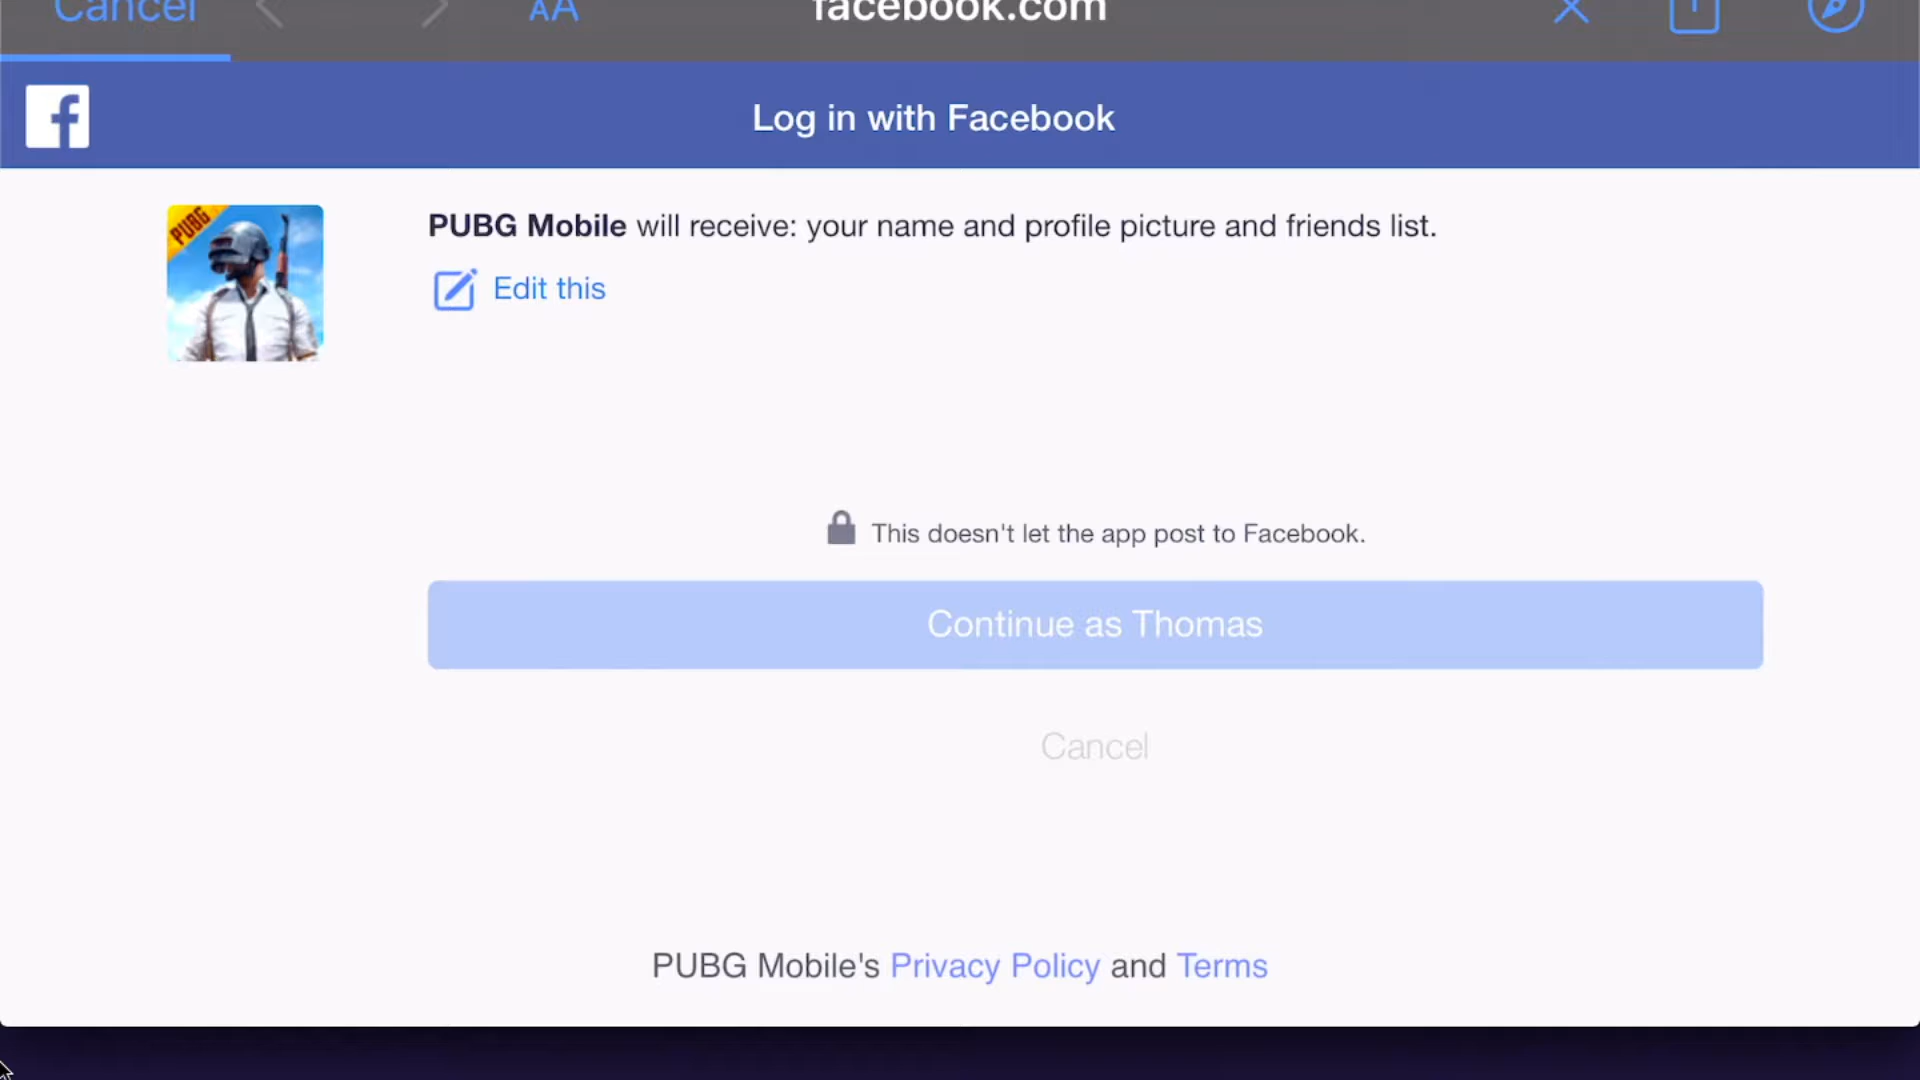 Cancel
AA
facebook.com
Log in with Facebook
PUBG
PUBG Mobile will receive: your name and profile picture and friends list.
Edit this
This doesn't let the app post to Facebook.
Continue as Thomas
Cancel
PUBG Mobile's Privacy Policy and Terms